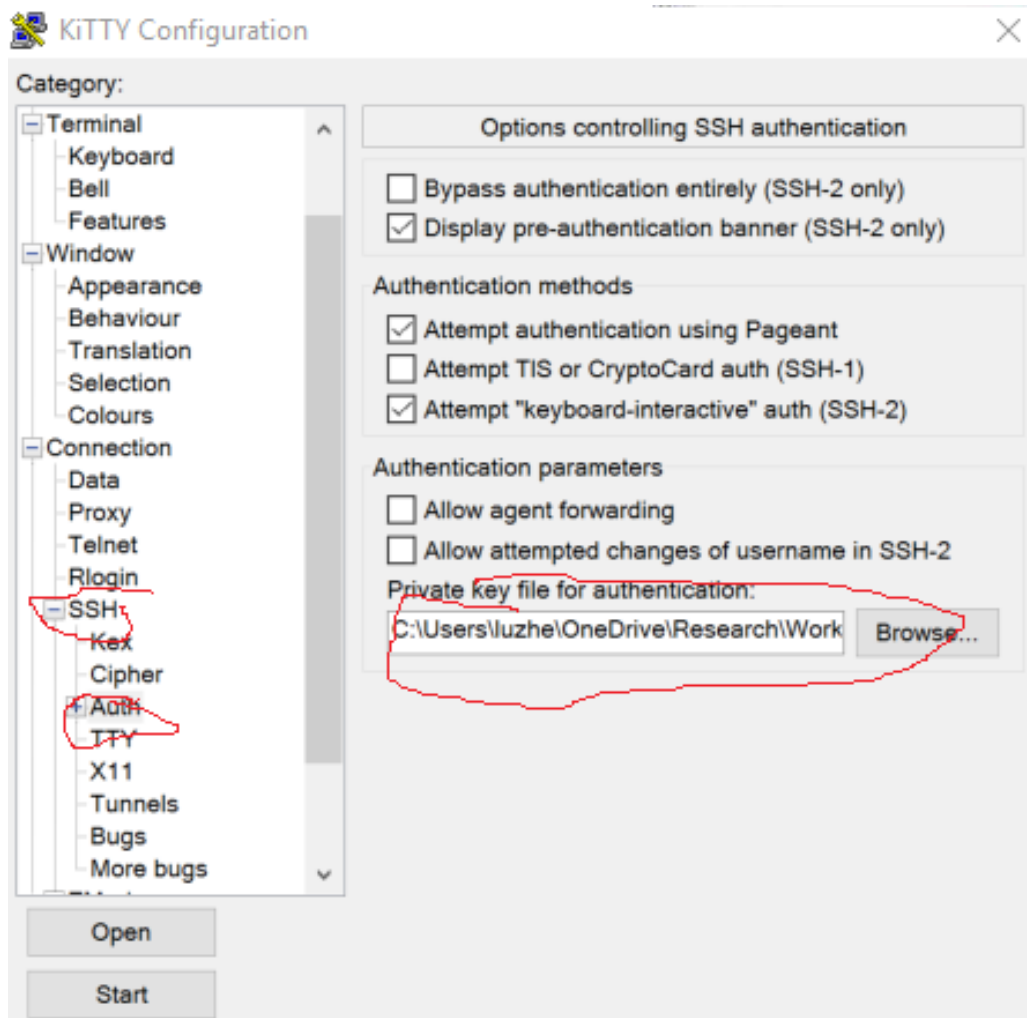 KiTTY Configuration
Category:
Terminal
Keyboard
Bell
Features
Window
Appearance
Behaviour
Translation
Selection
Colours
Connection
Data
Proxy
Telnet
Rlogin
SSH
Kex
Cipher
Auth
TTY
X11
Tunnels
Bugs
More bugs
Options controlling SSH authentication
Bypass authentication entirely (SSH-2 only)
Display pre-authentication banner (SSH-2 only)
Authentication methods
Attempt authentication using Pageant
Attempt TIS or CryptoCard auth (SSH-1)
Attempt "keyboard-interactive" auth (SSH-2)
Authentication parameters
Allow agent forwarding
Allow attempted changes of username in SSH-2
Private key file for authentication:
C:\Users\luzhe\OneDrive\Research\Work
Browse...
Open
Start